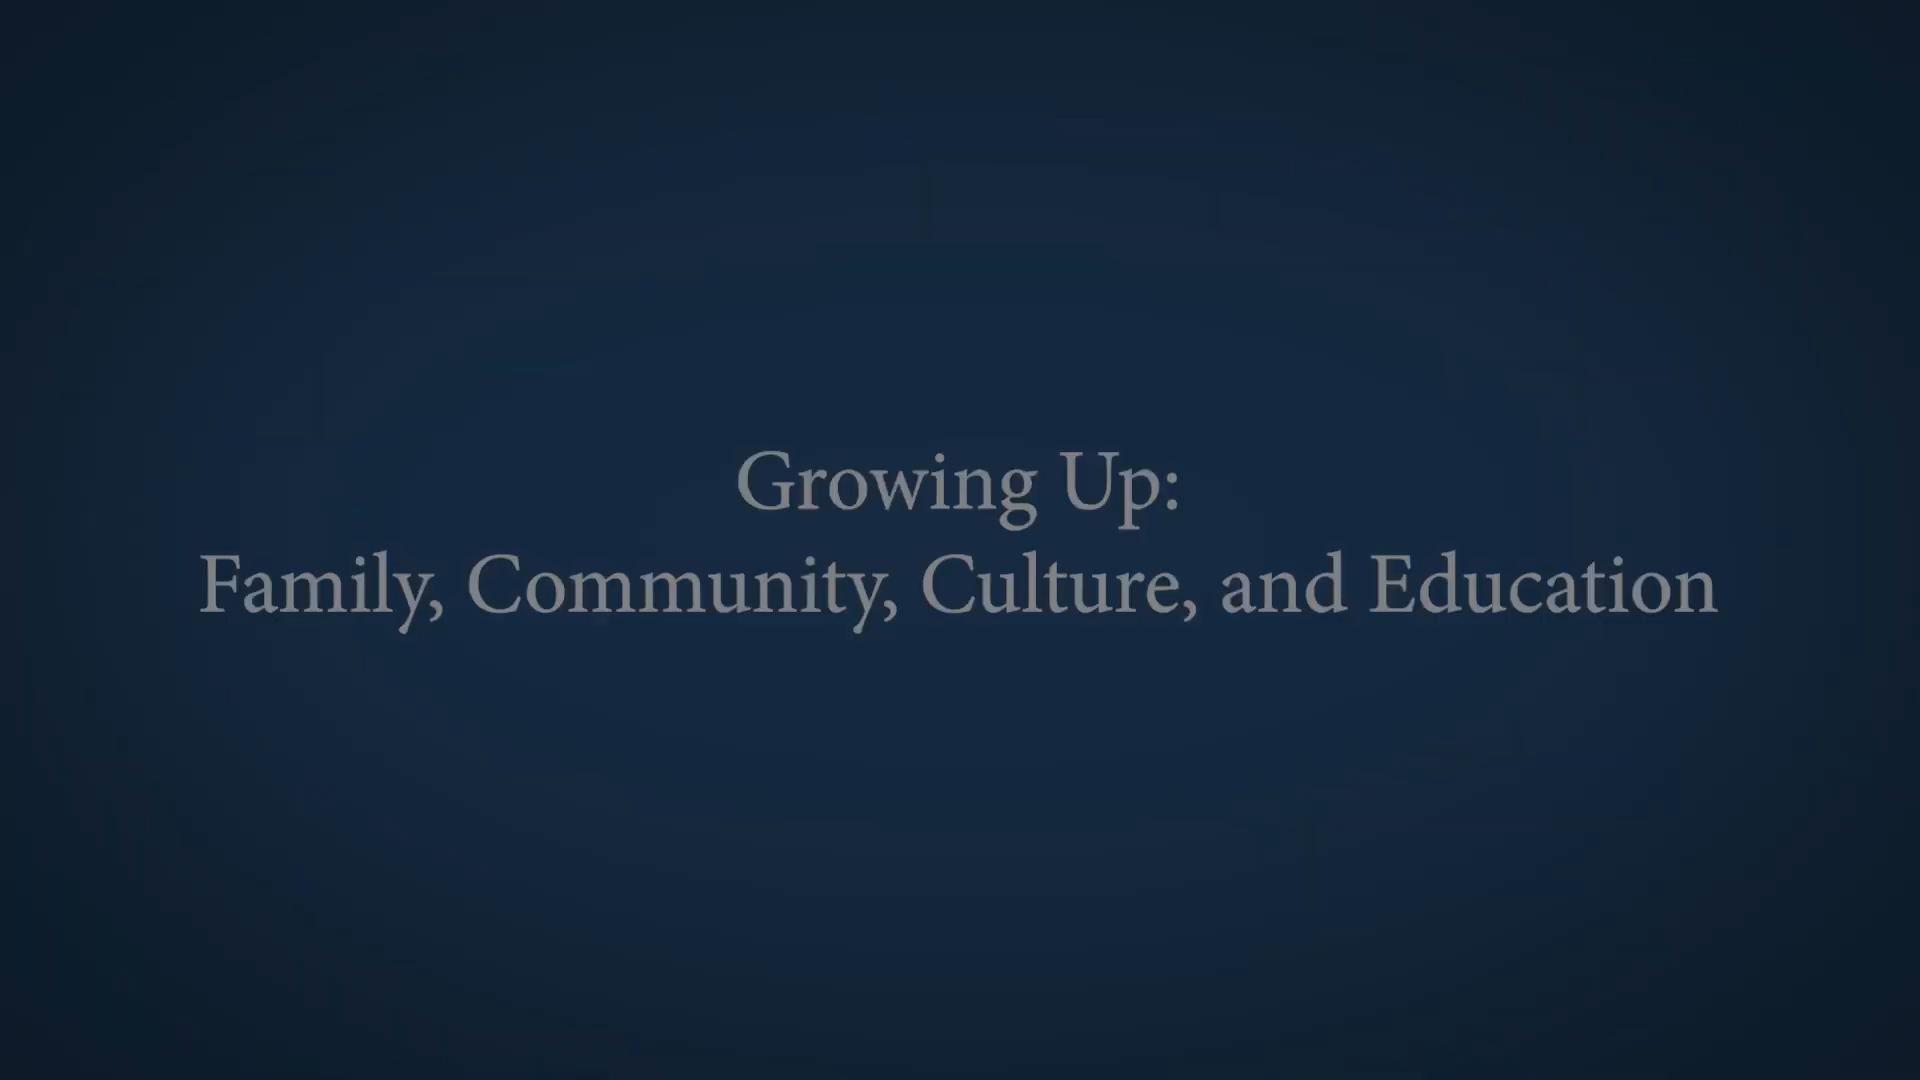 Growing Up:
Family, Community, Culture, and Education